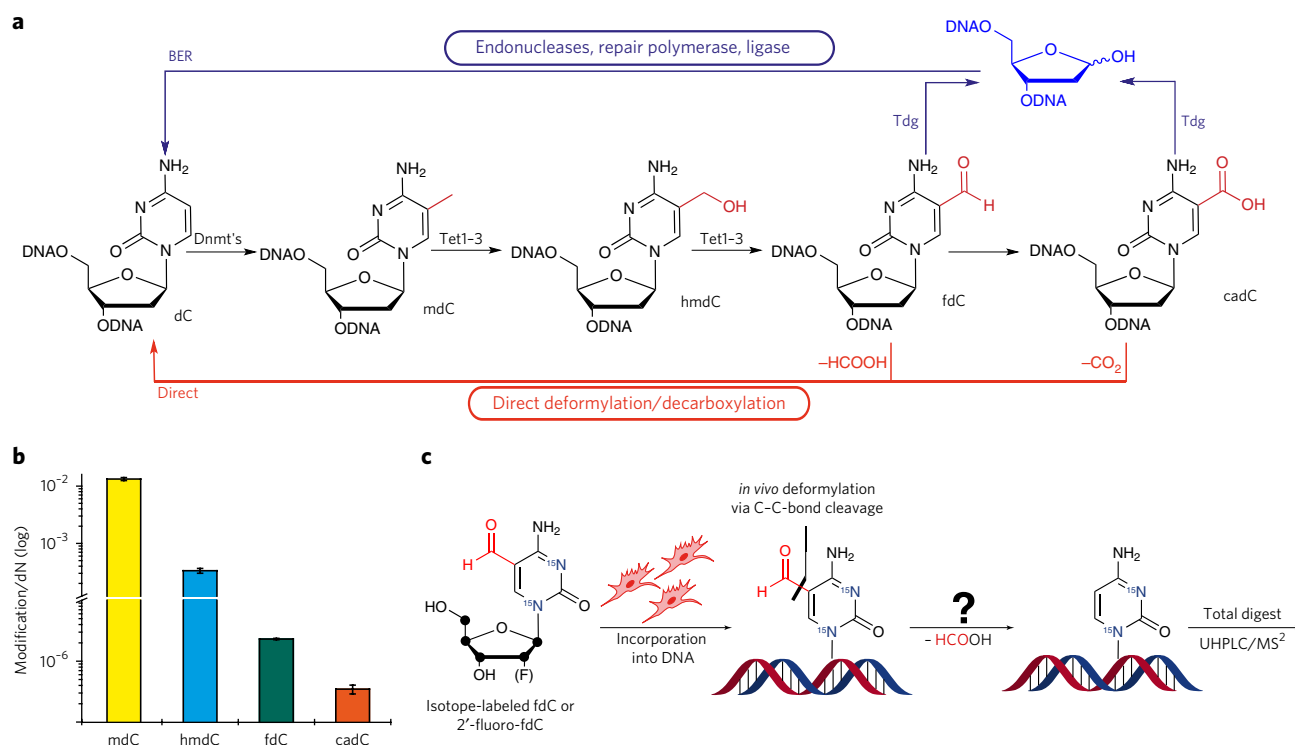 a
Endonucleases, repair polymerase, ligase
BER
DNAO
O
OH
ODNA
Tdg
Tdg
NH₂
N
O
N
DNAO
O
ODNA
dC
Dnmt's
NH₂
N
O
N
DNAO
O
ODNA
mdC
Tet1–3
NH₂
OH
N
O
N
DNAO
O
ODNA
hmdC
Tet1–3
NH₂
O
H
N
O
N
DNAO
O
ODNA
fdC
NH₂
O
OH
N
O
N
DNAO
O
ODNA
cadC
–HCOOH
–CO₂
Direct
Direct deformylation/decarboxylation
b
Modification/dN (log)
10⁻²
10⁻³
10⁻⁶
mdC
hmdC
fdC
cadC
c
O
H
NH₂
¹⁵N
¹⁵N
O
HO
O
OH
(F)
Isotope-labeled fdC or
2′-fluoro-fdC
Incorporation
into DNA
in vivo deformylation
via C–C-bond cleavage
O
H
NH₂
¹⁵N
¹⁵N
O
?
– HCOOH
NH₂
¹⁵N
¹⁵N
O
Total digest
UHPLC/MS²